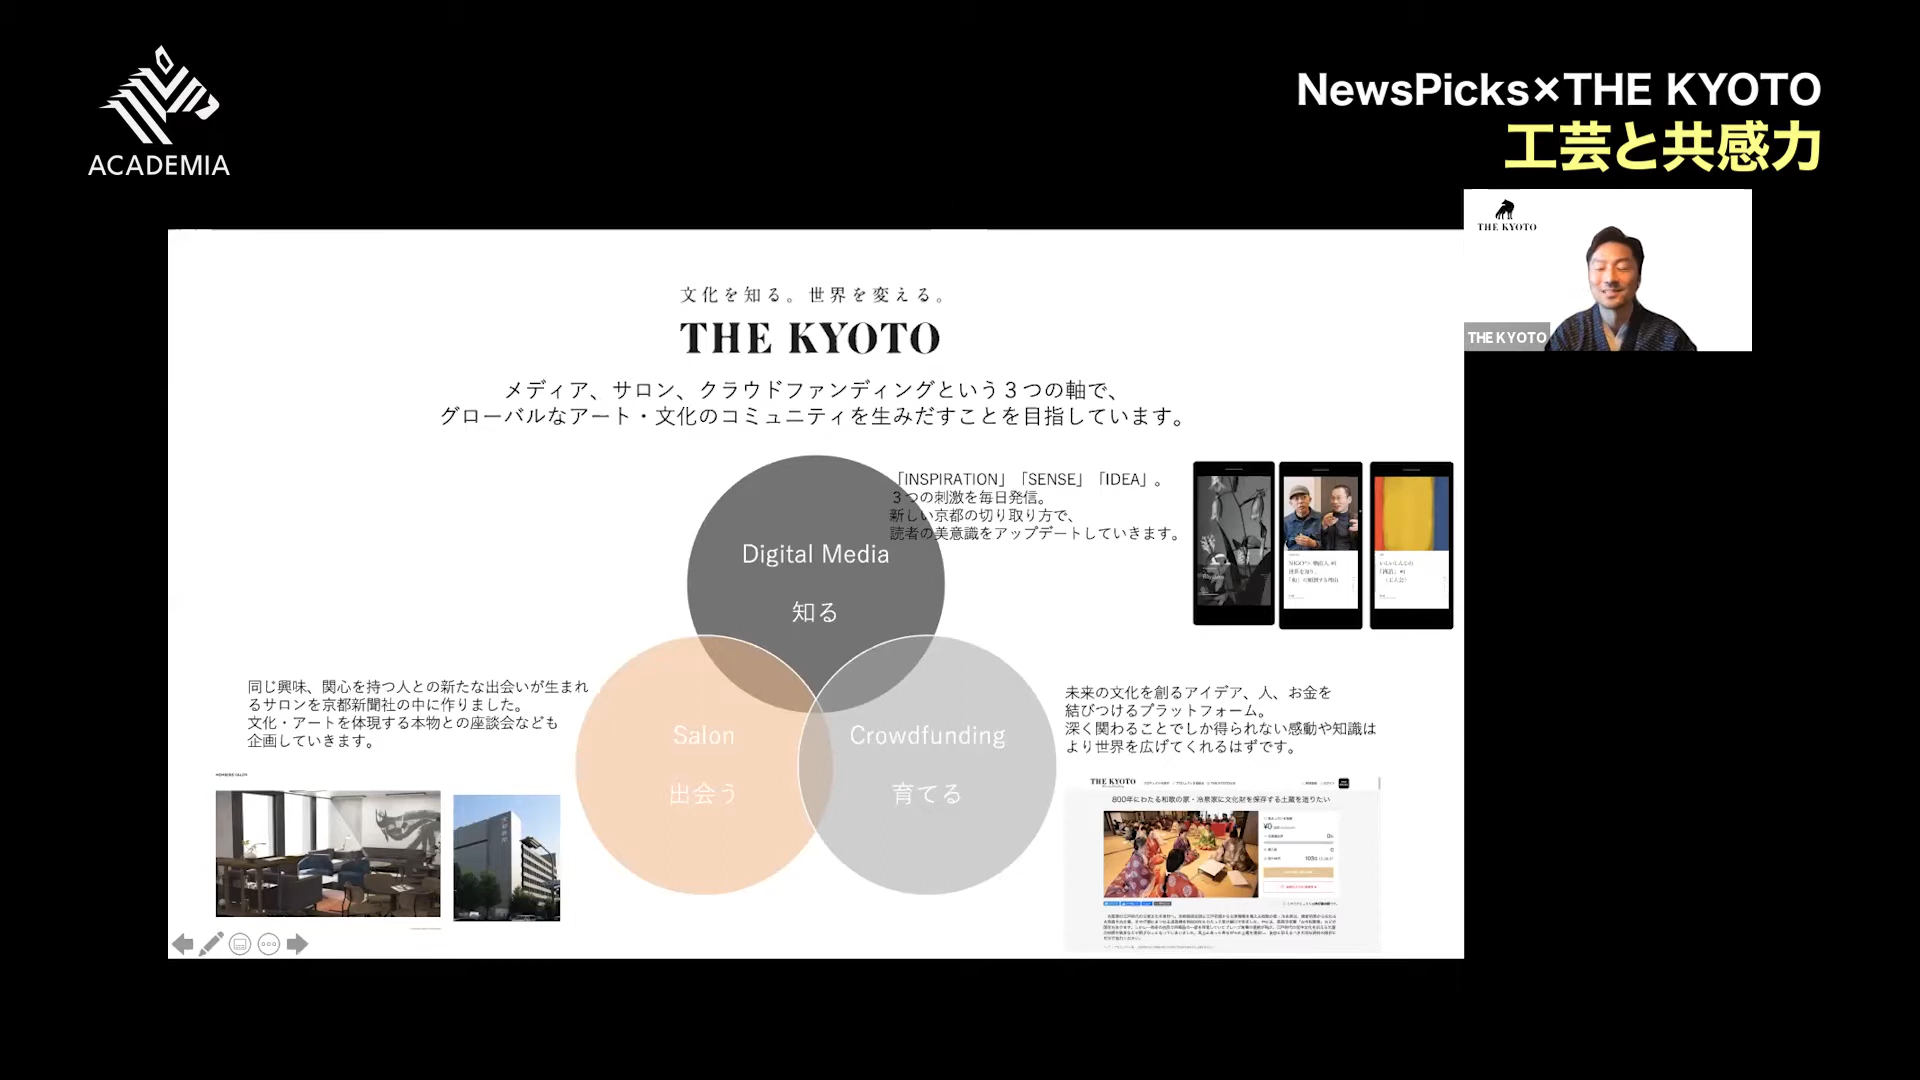 ACADEMIA
NewsPicks×THE KYOTO
工芸と共感力
THE KYOTO
THE KYOTO
文化を知る。世界を変える。
THE KYOTO
メディア、サロン、クラウドファンディングという３つの軸で、
グローバルなアート・文化のコミュニティを生みだすことを目指しています。
「INSPIRATION」「SENSE」「IDEA」。
３つの刺激を毎日発信。
新しい京都の切り取り方で、
読者の美意識をアップデートしていきます。
Digital Media
知る
同じ興味、関心を持つ人との新たな出会いが生まれ
るサロンを京都新聞社の中に作りました。
文化・アートを体現する本物との座談会なども
企画していきます。
Salon
出会う
Crowdfunding
育てる
未来の文化を創るアイデア、人、お金を
結びつけるプラットフォーム。
深く関わることでしか得られない感動や知識は
より世界を広げてくれるはずです。
THE KYOTO
800年にわたる和歌の家・冷泉家に文化財を保存する土蔵を造りたい